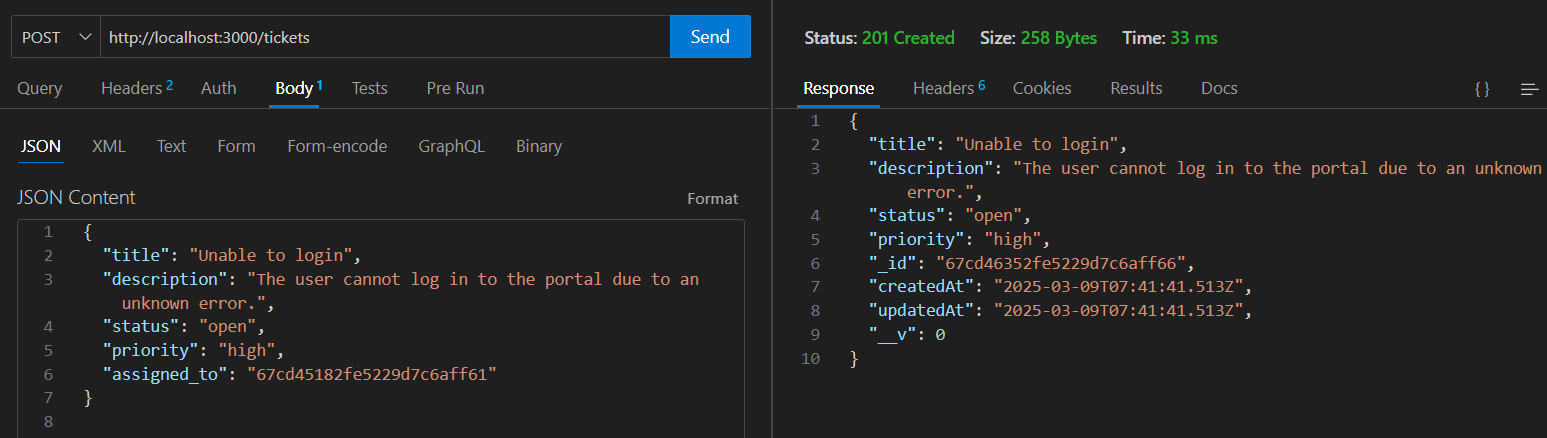 POST http://localhost:3000/tickets Send
Query Headers 2 Auth Body 1 Tests Pre Run
JSON XML Text Form Form-encode GraphQL Binary
JSON Content Format
1 {
2 "title": "Unable to login",
3 "description": "The user cannot log in to the portal due to an
unknown error.",
4 "status": "open",
5 "priority": "high",
6 "assigned_to": "67cd45182fe5229d7c6aff61"
7 }
8
Status: 201 Created Size: 258 Bytes Time: 33 ms
Response Headers 6 Cookies Results Docs {}
1 {
2 "title": "Unable to login",
3 "description": "The user cannot log in to the portal due to an unknown
error.",
4 "status": "open",
5 "priority": "high",
6 "_id": "67cd46352fe5229d7c6aff66",
7 "createdAt": "2025-03-09T07:41:41.513Z",
8 "updatedAt": "2025-03-09T07:41:41.513Z",
9 "__v": 0
10 }